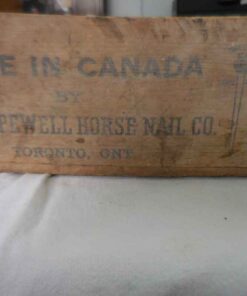 E IN CANADA
BY
PEWELL HORSE NAIL CO.
TORONTO, ONT